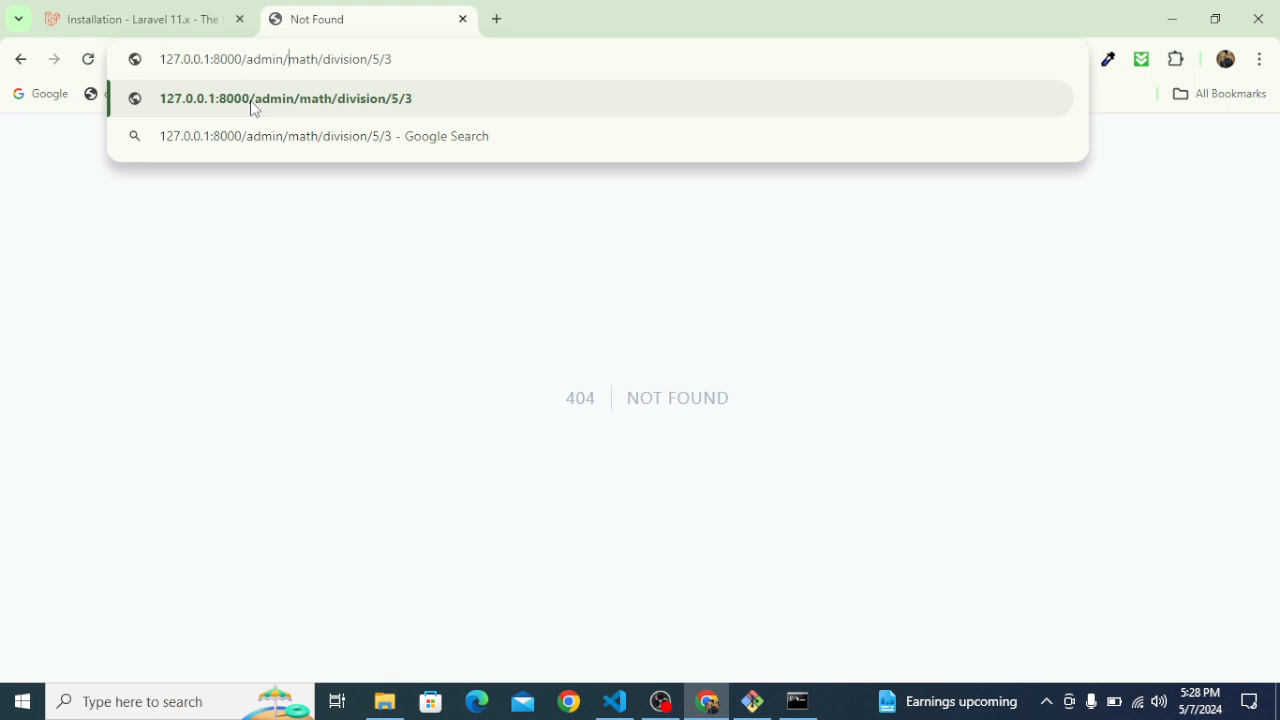 Installation - Laravel 11.x - The
Not Found
127.0.0.1:8000/admin/math/division/5/3
Google
All Bookmarks
127.0.0.1:8000/admin/math/division/5/3
127.0.0.1:8000/admin/math/division/5/3 - Google Search
404
NOT FOUND
Type here to search
Earnings upcoming
5:28 PM
5/7/2024